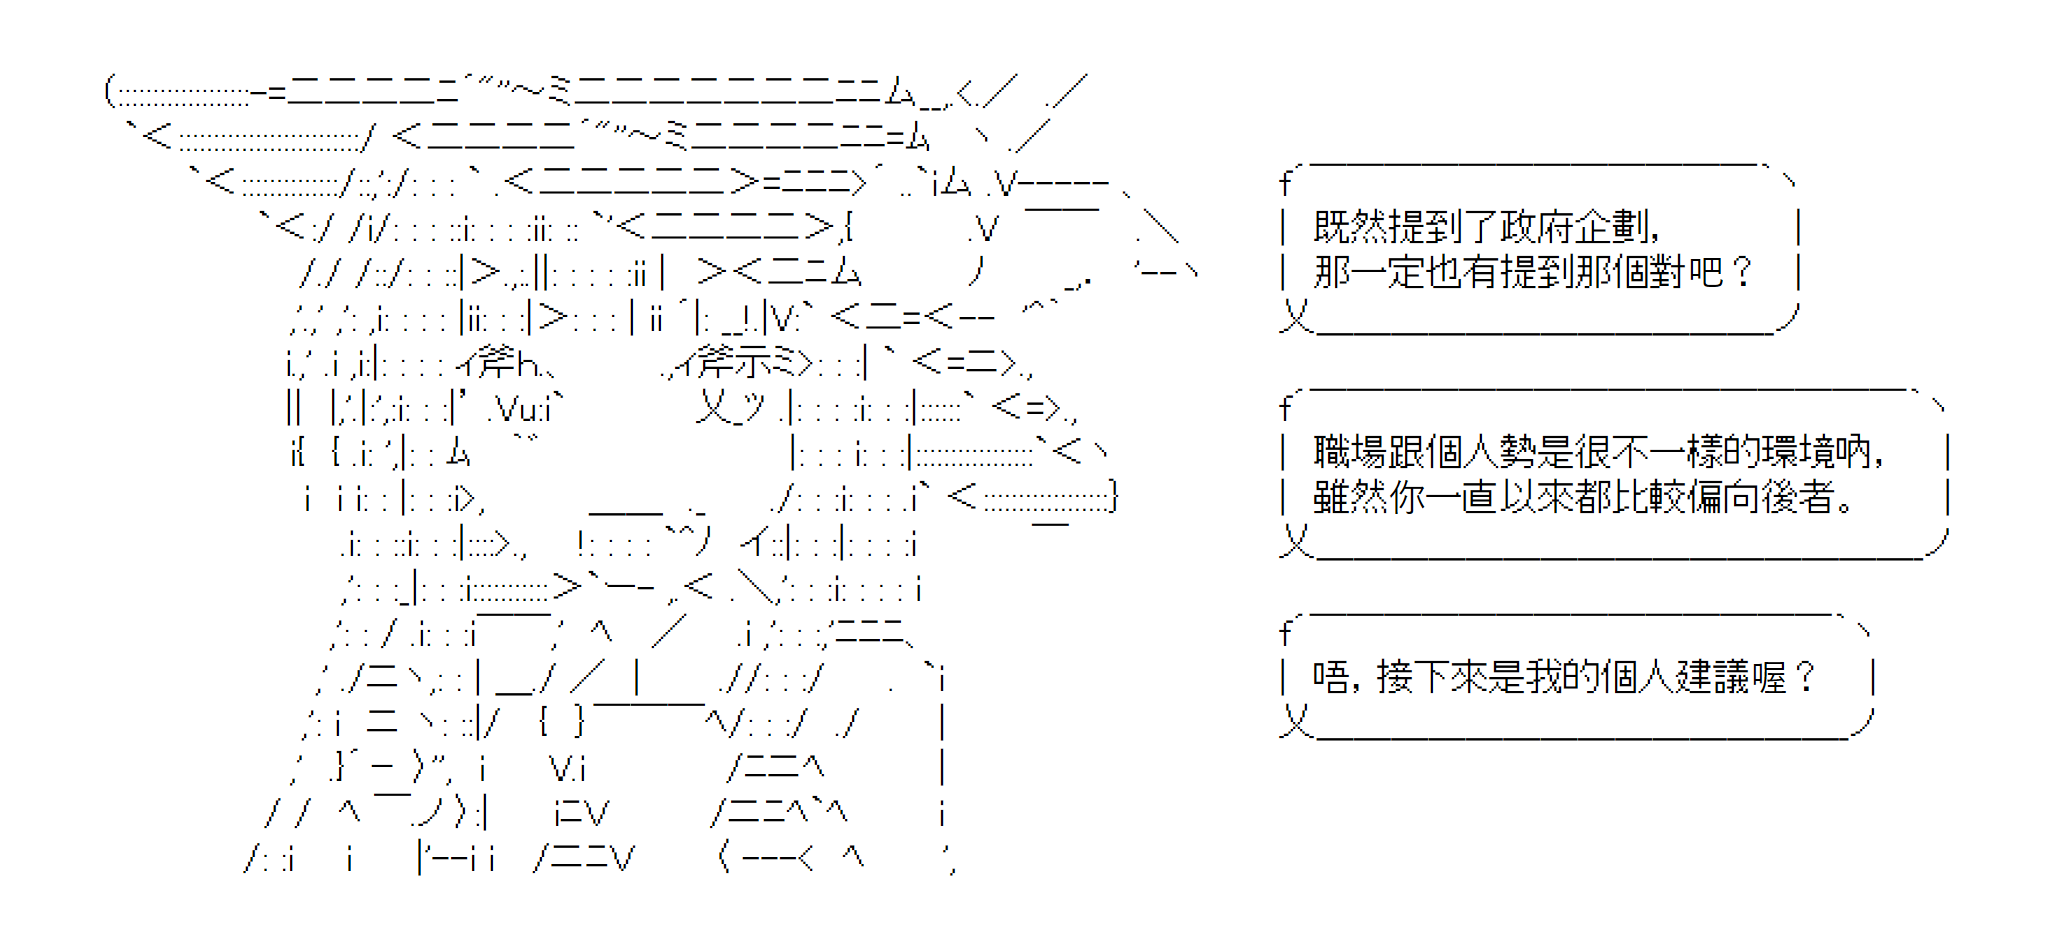 既然提到了政府企劃,
那一定也有提到那個對吧？
職場跟個人勢是很不一樣的環境吶,
雖然你一直以來都比較偏向後者。
唔, 接下來是我的個人建議喔？